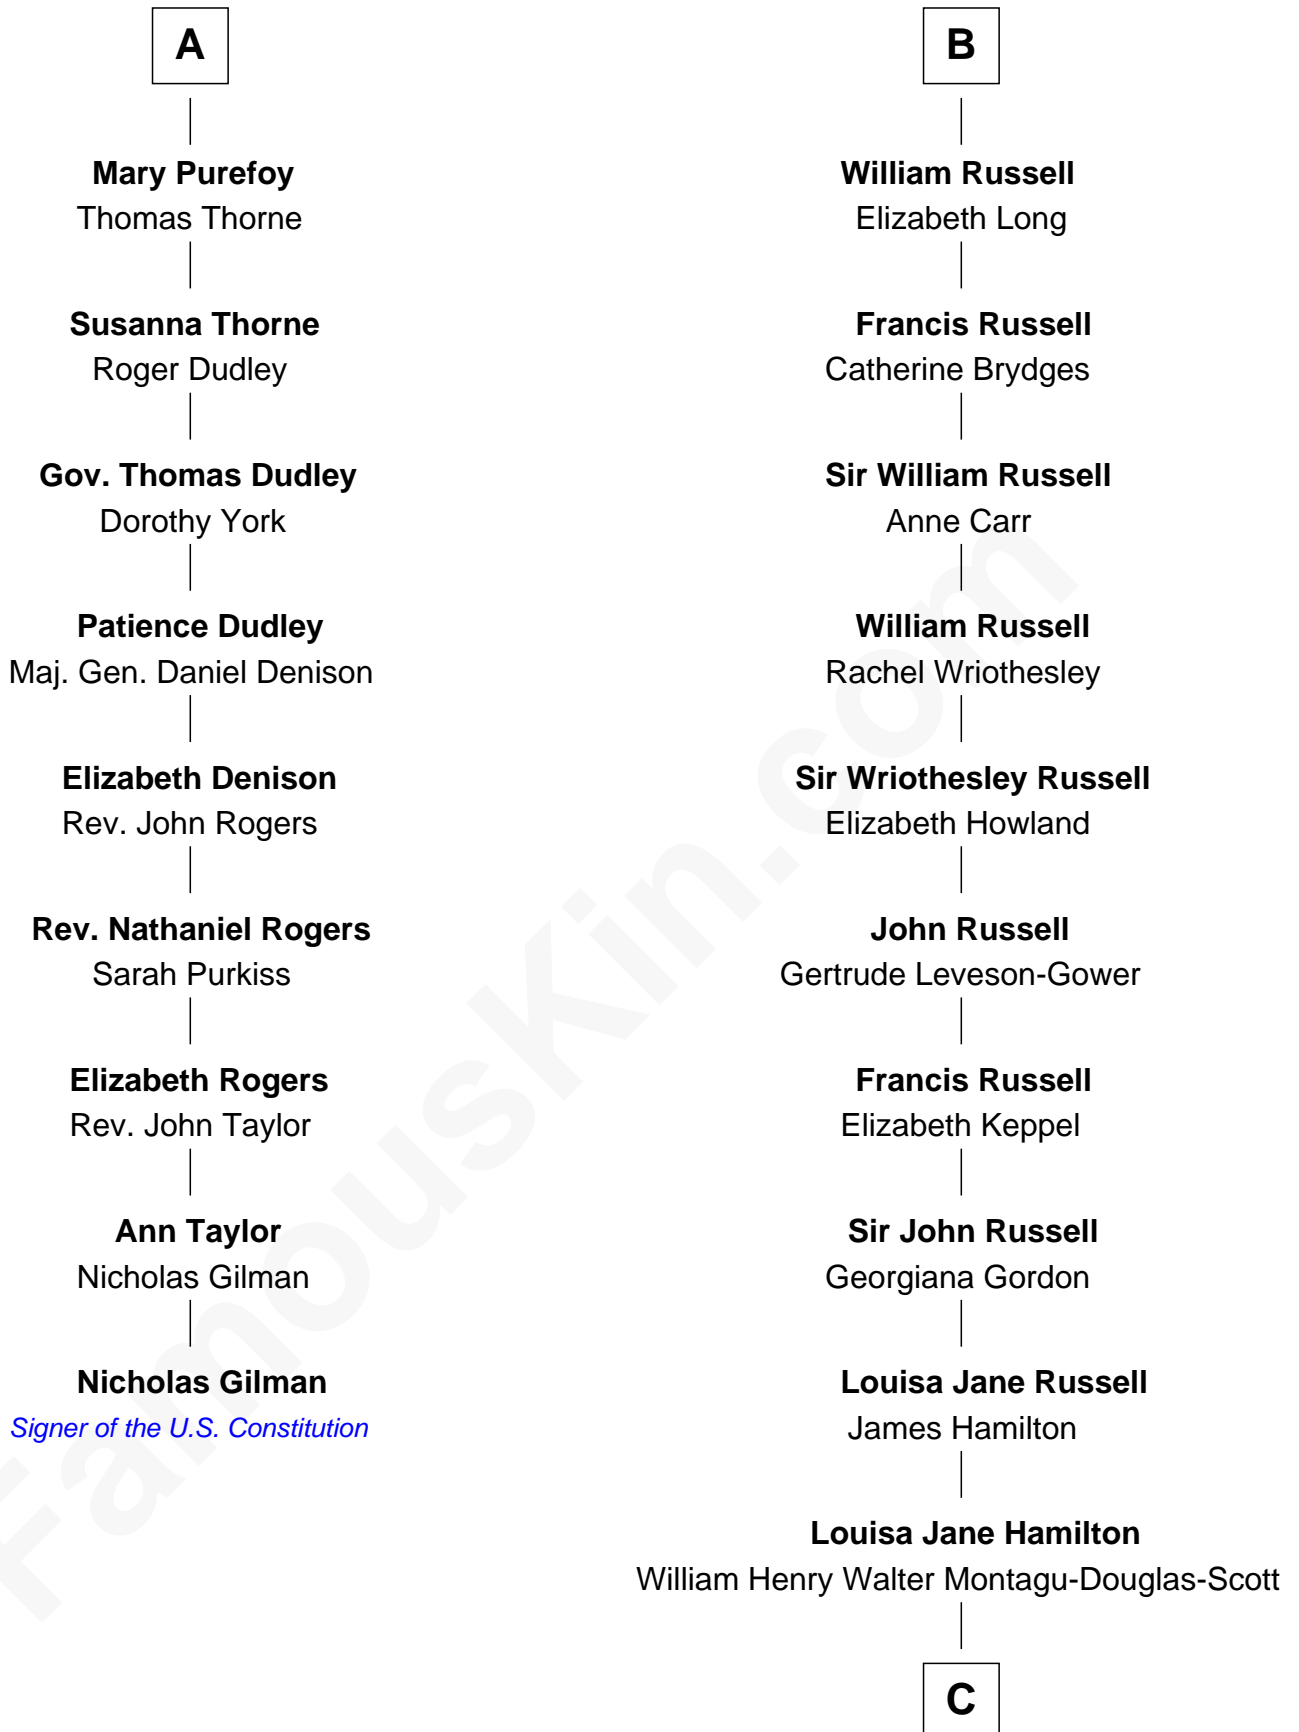 A
Mary Purefoy
Thomas Thorne
Susanna Thorne
Roger Dudley
Gov. Thomas Dudley
Dorothy York
Patience Dudley
Maj. Gen. Daniel Denison
Elizabeth Denison
Rev. John Rogers
Rev. Nathaniel Rogers
Sarah Purkiss
Elizabeth Rogers
Rev. John Taylor
Ann Taylor
Nicholas Gilman
Nicholas Gilman
Signer of the U.S. Constitution
B
William Russell
Elizabeth Long
Francis Russell
Catherine Brydges
Sir William Russell
Anne Carr
William Russell
Rachel Wriothesley
Sir Wriothesley Russell
Elizabeth Howland
John Russell
Gertrude Leveson-Gower
Francis Russell
Elizabeth Keppel
Sir John Russell
Georgiana Gordon
Louisa Jane Russell
James Hamilton
Louisa Jane Hamilton
William Henry Walter Montagu-Douglas-Scott
C
FamousKin.com